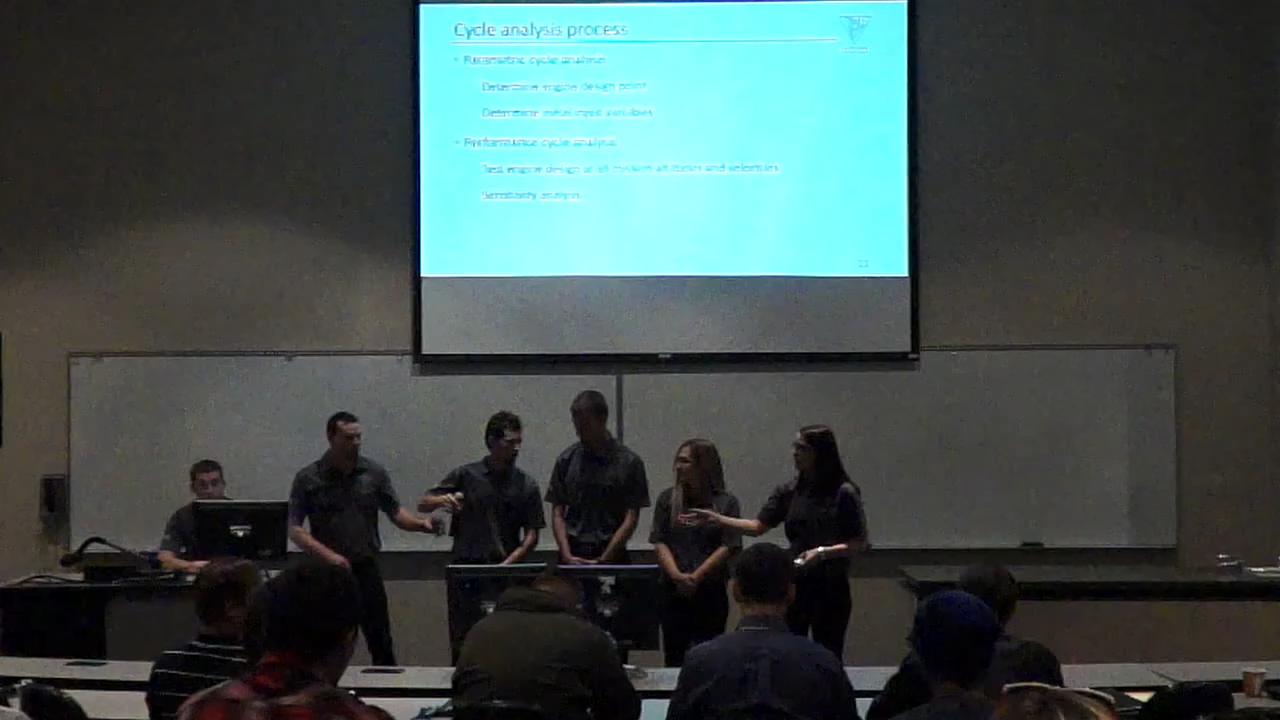 Cycle analysis process
Parametric cycle analysis
Determine engine design point
Determine initial input variables
Performance cycle analysis
Test engine design at all mission altitudes and velocities
Sensitivity analysis